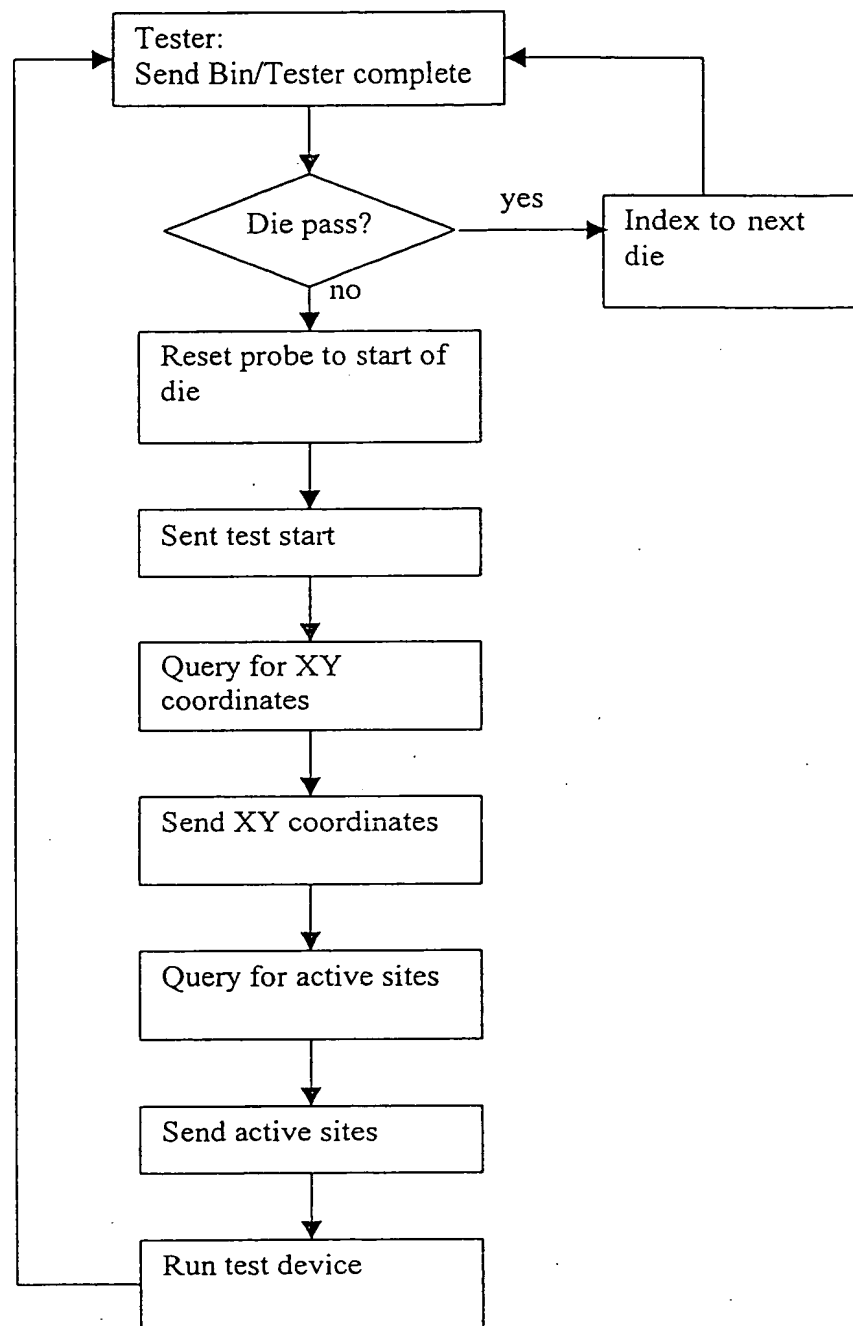 Tester:
Send Bin/Tester complete
Die pass?
yes
Index to next
die
no
Reset probe to start of
die
Sent test start
Query for XY
coordinates
Send XY coordinates
Query for active sites
Send active sites
Run test device